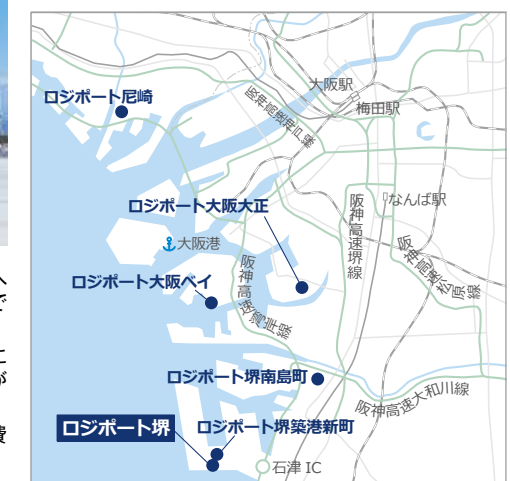 大阪駅
梅田駅
ロジポート尼崎
阪神高速神戸線
なんば駅
ロジポート大阪大正
阪神高速堺線
大阪港
阪神高速松原線
阪神高速湾岸線
ロジポート大阪ベイ
ロジポート堺南島町
阪神高速大和川線
ロジポート堺
ロジポート堺築港新町
石津 IC
へ
で
に
が
費